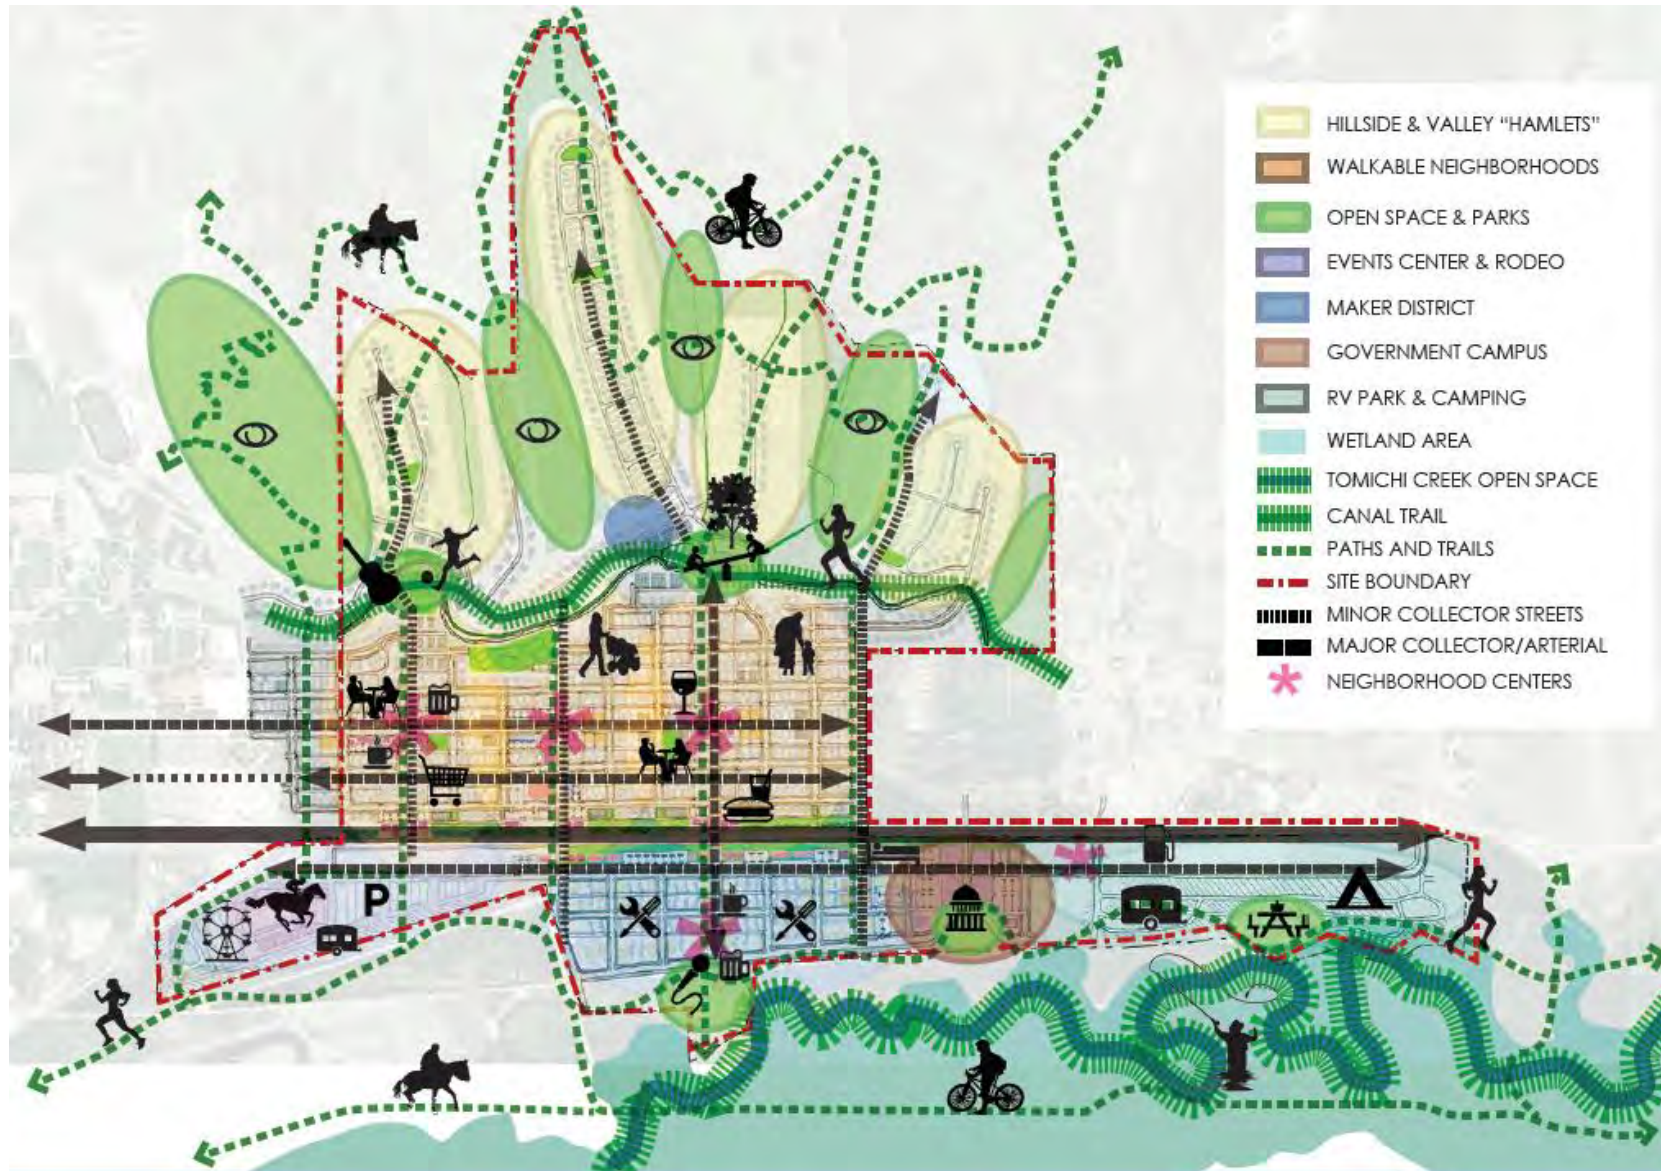 HILLSIDE & VALLEY “HAMLETS”
WALKABLE NEIGHBORHOODS
OPEN SPACE & PARKS
EVENTS CENTER & RODEO
MAKER DISTRICT
GOVERNMENT CAMPUS
RV PARK & CAMPING
WETLAND AREA
TOMICHI CREEK OPEN SPACE
CANAL TRAIL
PATHS AND TRAILS
SITE BOUNDARY
MINOR COLLECTOR STREETS
MAJOR COLLECTOR/ARTERIAL
NEIGHBORHOOD CENTERS
P